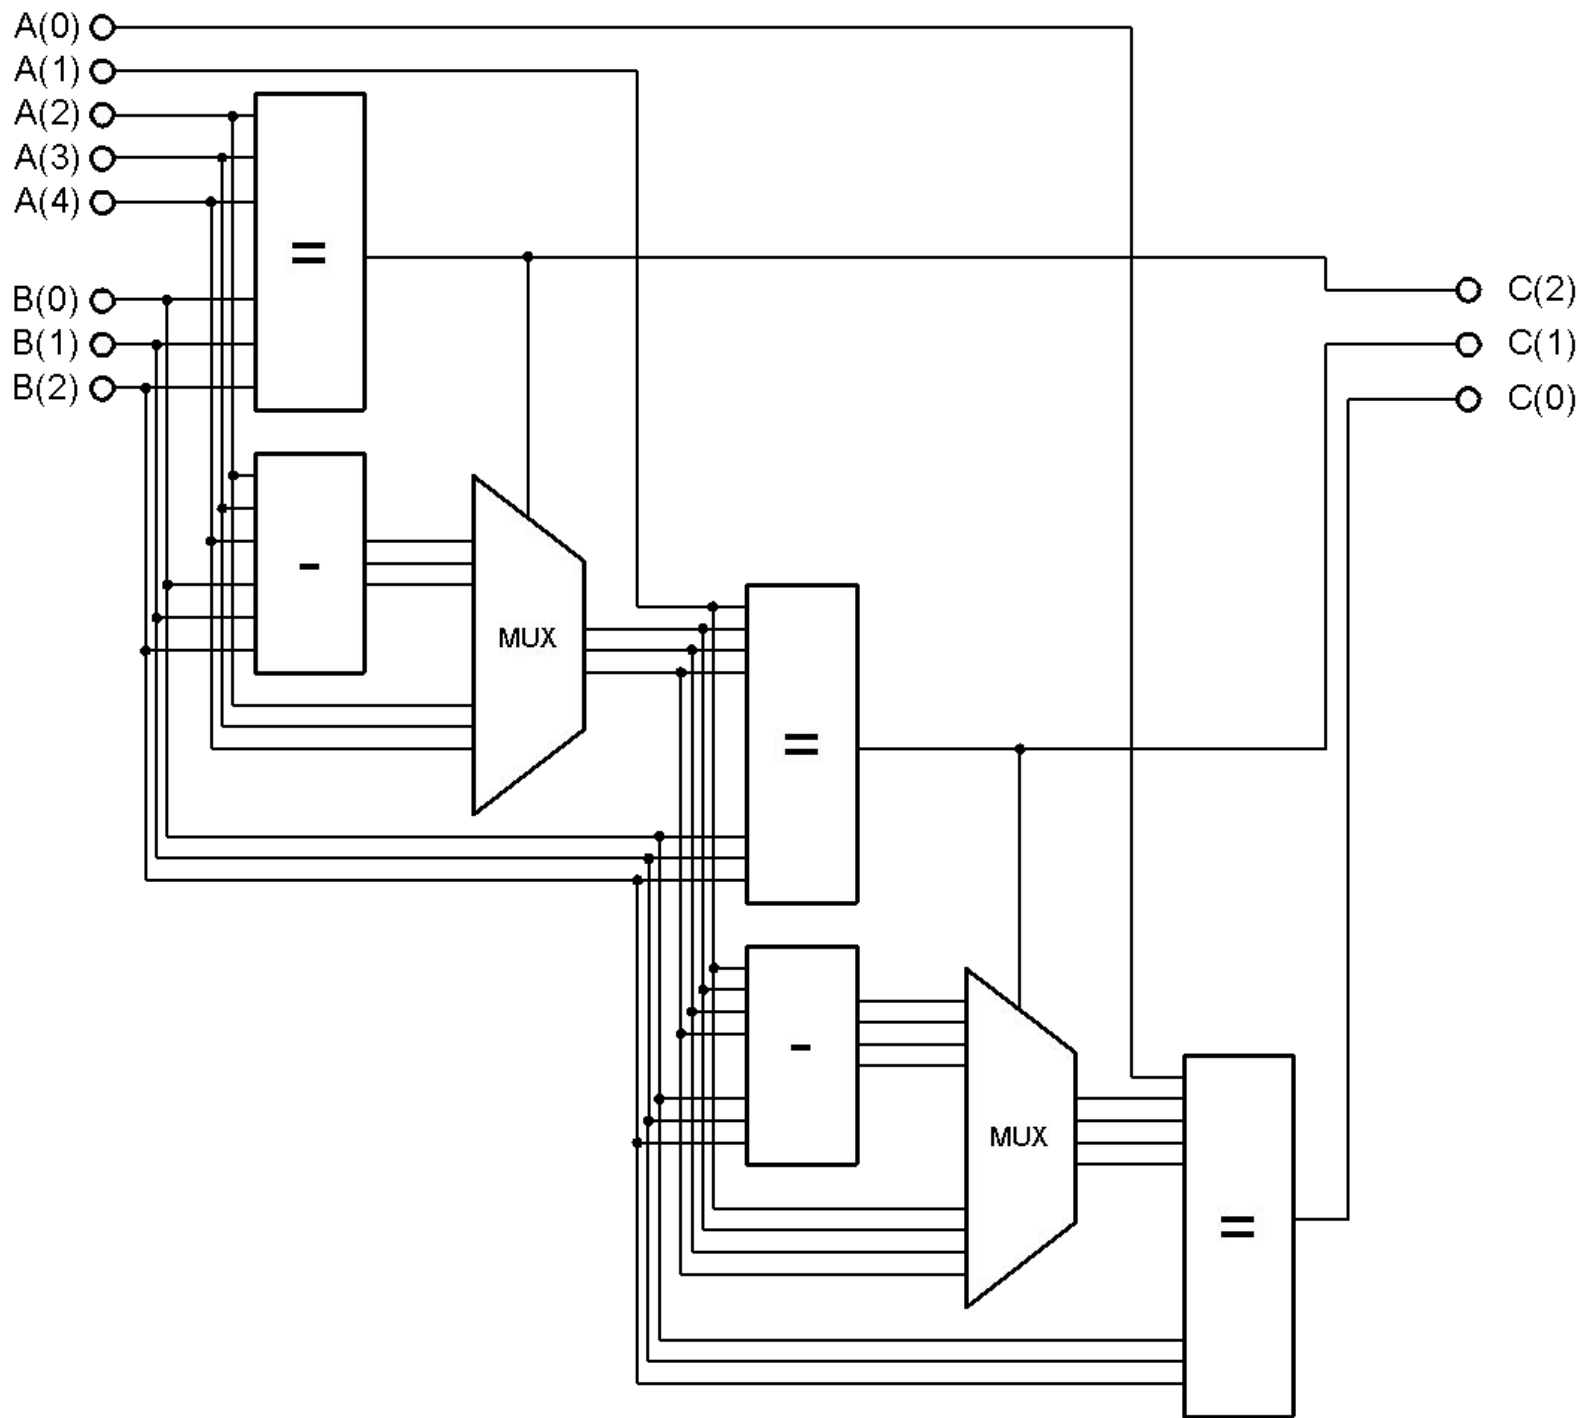 A(0)
A(1)
A(2)
A(3)
A(4)
B(0)
B(1)
B(2)
=
C(2)
C(1)
C(0)
-
MUX
=
-
MUX
=